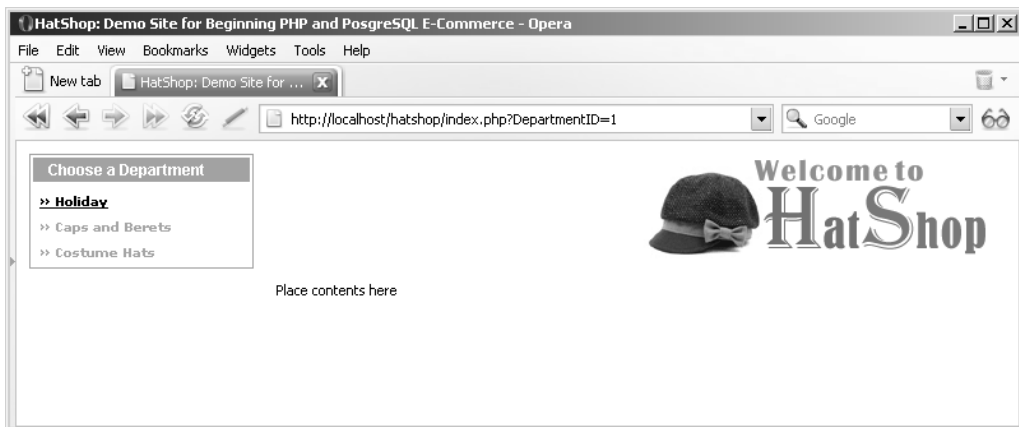 HatShop: Demo Site for Beginning PHP and PosgreSQL E-Commerce - Opera
File Edit View Bookmarks Widgets Tools Help
New tab HatShop: Demo Site for ...
http://localhost/hatshop/index.php?DepartmentID=1 Google
Choose a Department
» Holiday
» Caps and Berets
» Costume Hats
Welcome to
HatShop
Place contents here